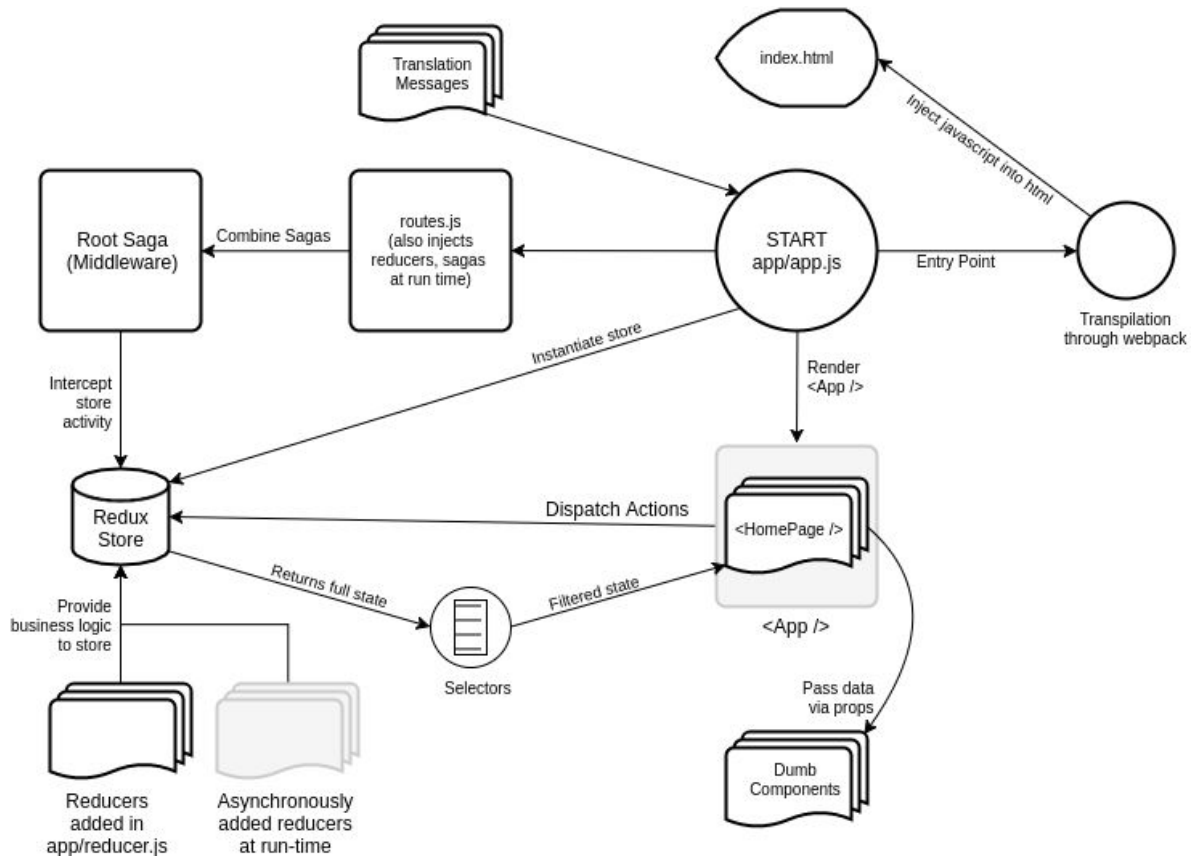 Translation
Messages
index.html
Inject javascript into html
Root Saga
(Middleware)
Combine Sagas
routes.js
(also injects
reducers, sagas
at run time)
START
app/app.js
Entry Point
Transpilation
through webpack
Instantiate store
Render
<App />
Intercept
store
activity
Redux
Store
Dispatch Actions
<HomePage />
Returns full state
Filtered state
<App />
Provide
business logic
to store
Selectors
Pass data
via props
Dumb
Components
Reducers
added in
app/reducer.js
Asynchronously
added reducers
at run-time